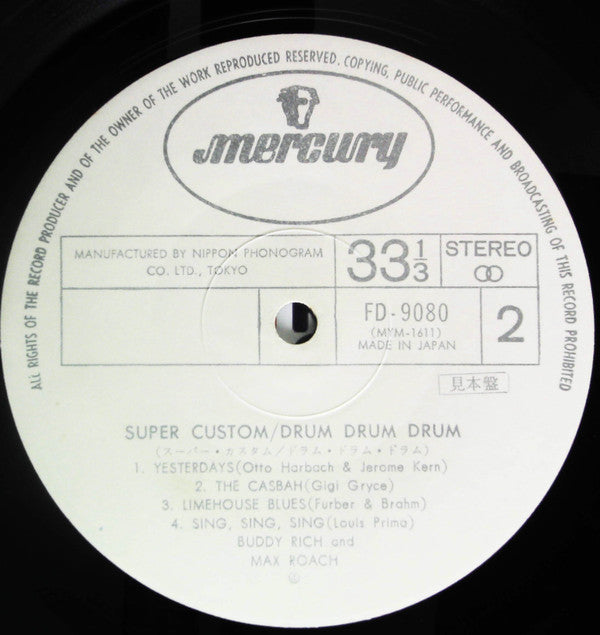 ALL RIGHTS OF THE RECORD PRODUCER AND OF THE OWNER OF THE WORK REPRODUCED RESERVED. COPYING, PUBLIC PERFORMANCE AND BROADCASTING OF THIS RECORD PROHIBITED
mercury
MANUFACTURED BY NIPPON PHONOGRAM
CO. LTD., TOKYO
33 1/3
STEREO
FD-9080
(MYM-1611)
MADE IN JAPAN
2
見本盤
SUPER CUSTOM/DRUM DRUM DRUM
(スーパー・カスタム/ドラム・ドラム・ドラム)
1. YESTERDAYS(Otto Harbach & Jerome Kern)
2. THE CASBAH(Gigi Gryce)
3. LIMEHOUSE BLUES(Furber & Brahm)
4. SING, SING, SING(Louis Prima)
BUDDY RICH and
MAX ROACH